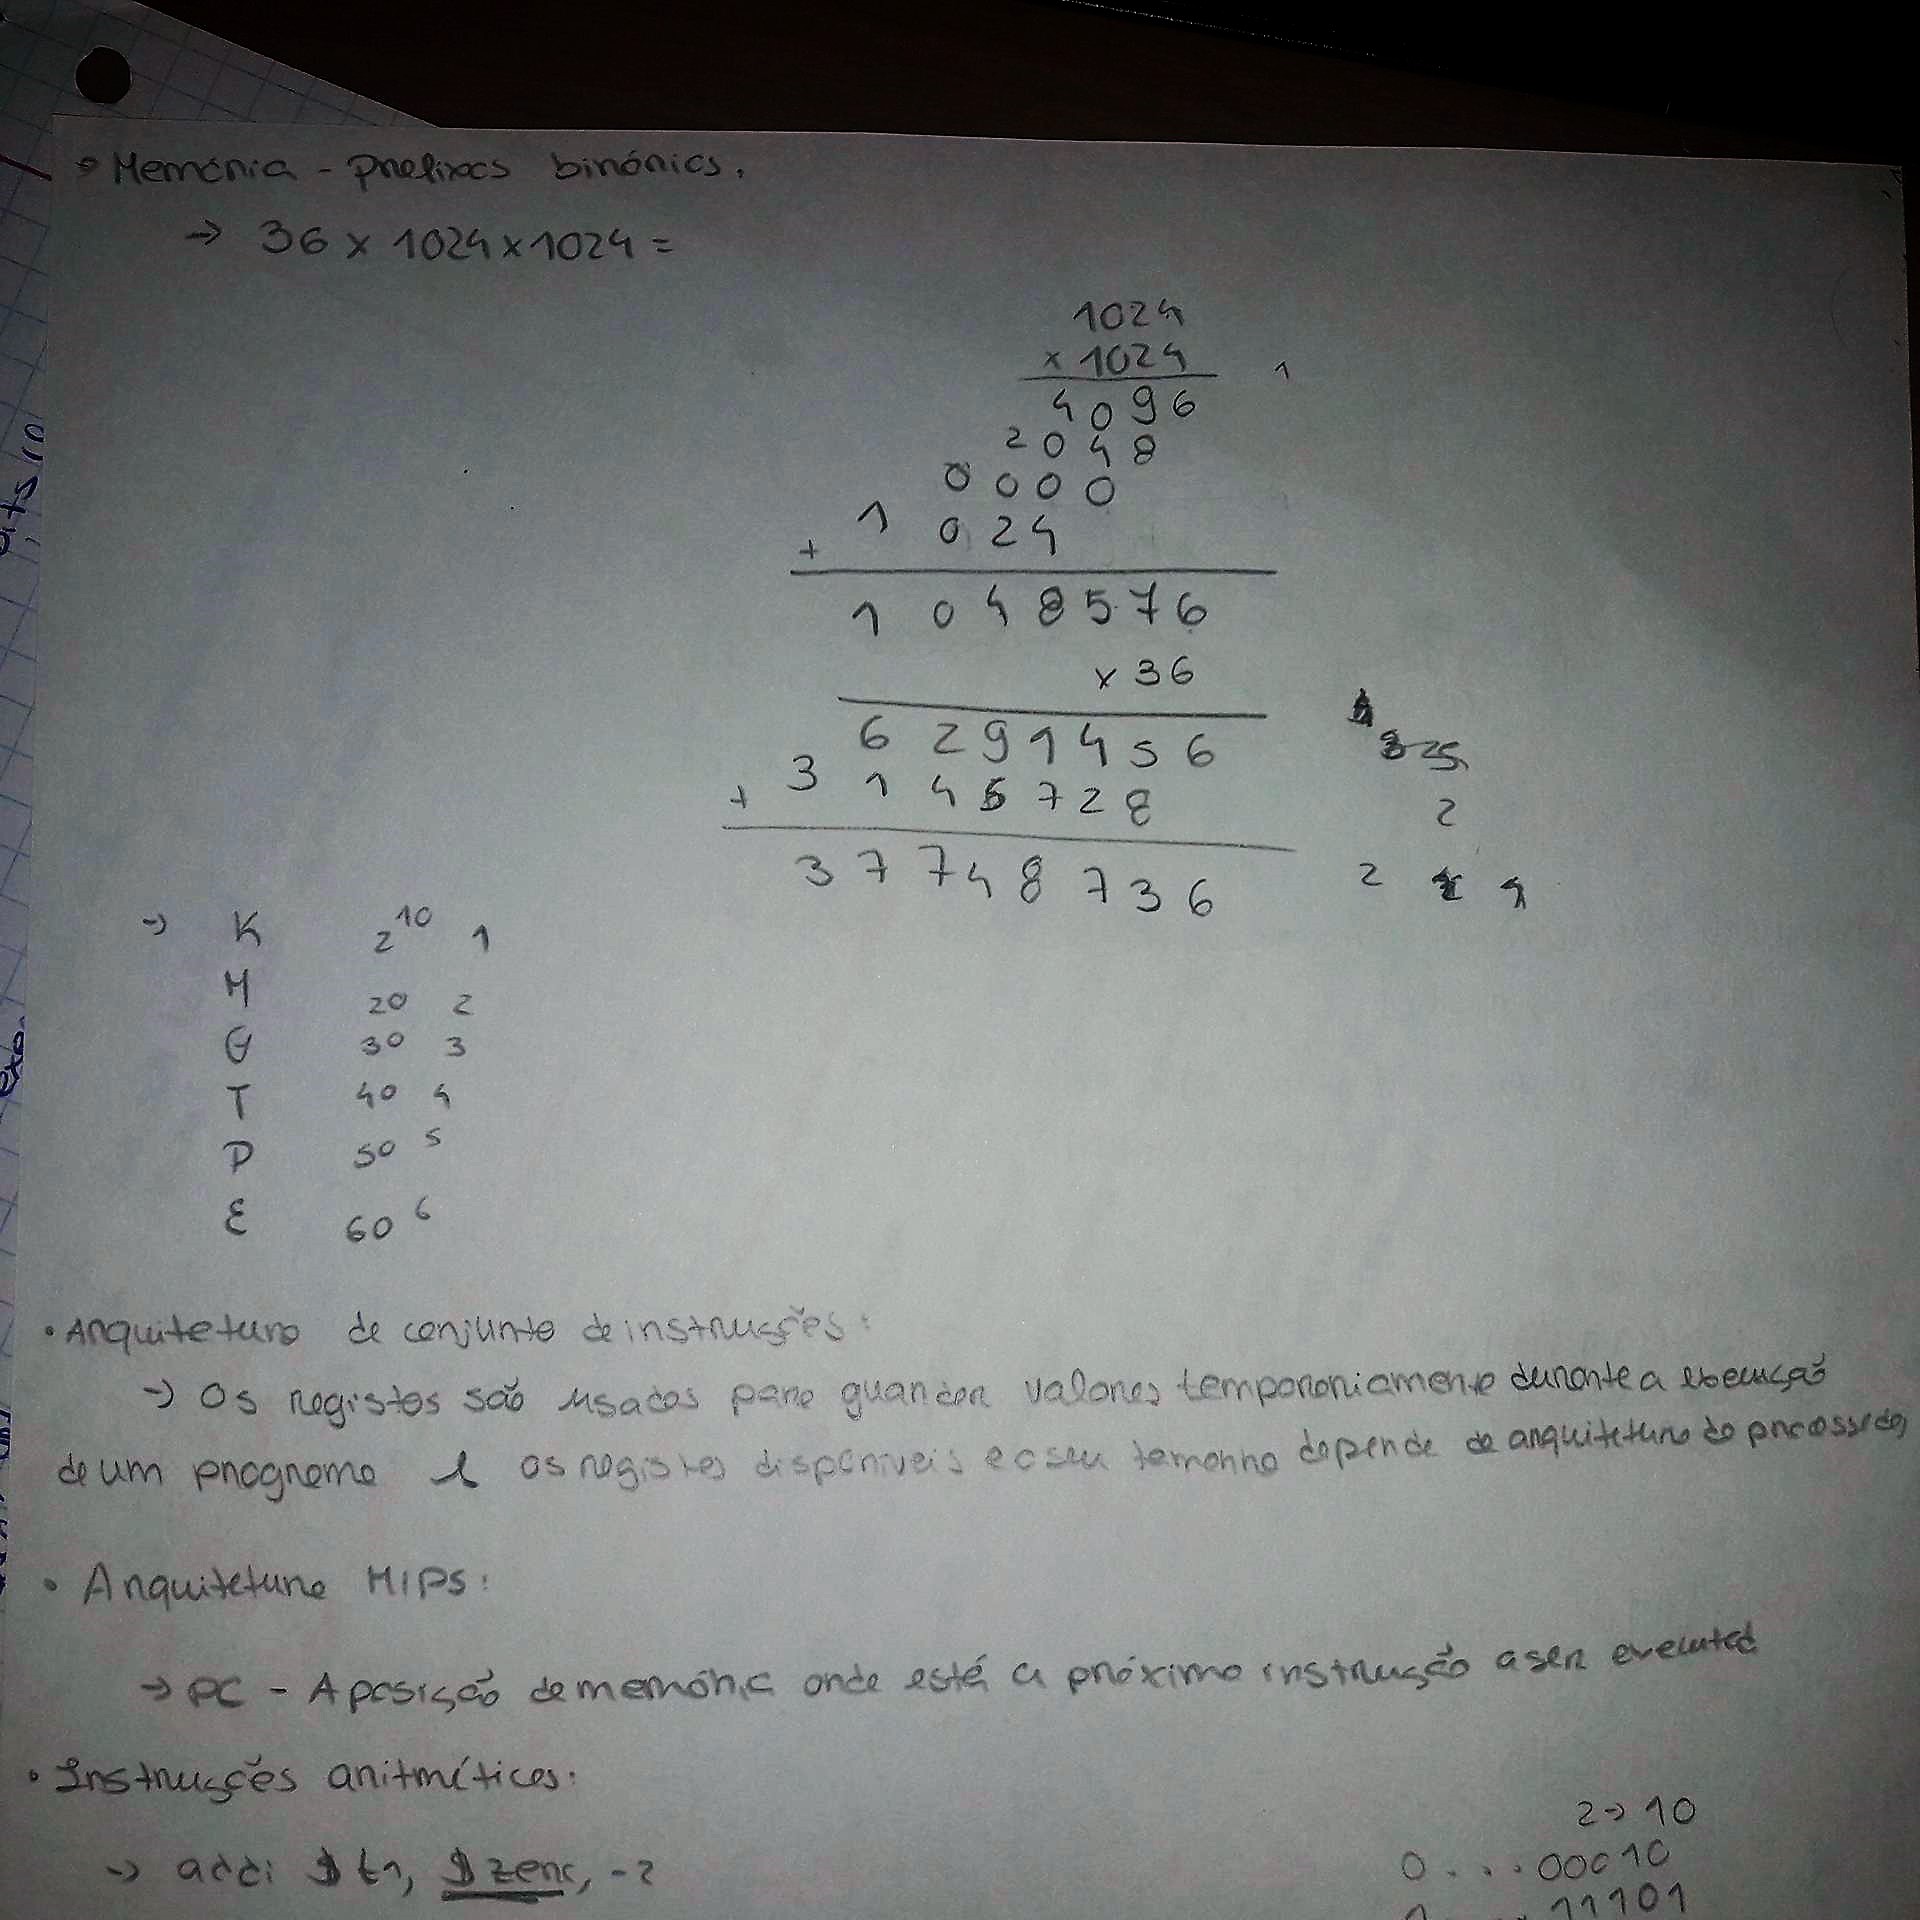 • Memória - Prefixos binários.
→ 36 x 1024 x 1024 =
1024
x 1024 1
4096
2048
0000
+ 1024
1048576
x 36
6291456
+ 3145728 2
37748736 2 1
→ K 2^10 1
M 20 2
G 30 3
T 40 4
P 50 5
E 60 6
• Arquitetura de conjunto de instruções:
→ Os registos são usados para guardar valores temporariamente durante a execução
de um programa e os registos disponíveis e o seu tamanho depende da arquitetura do processador
• Arquitetura MIPS:
→ PC - A posição de memória onde está a próxima instrução a ser
• Instruções aritméticas:
→ addi $t1, $zero, -2
2 → 10
0....00010
1....11101